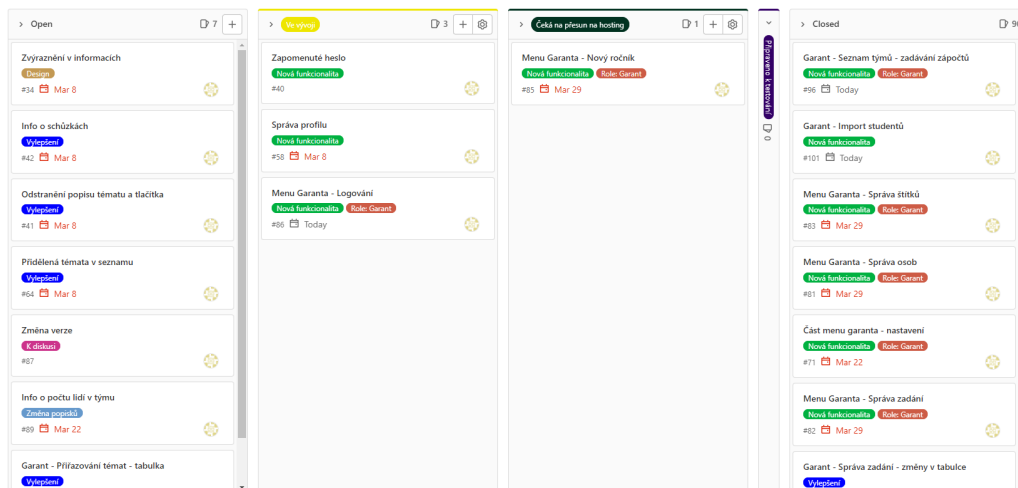 Open 7
Zvýraznění v informacích
Design
#34 Mar 8
Info o schůzkách
Vylepšení
#42 Mar 8
Odstranění popisu tématu a tlačítka
Vylepšení
#41 Mar 8
Přidělená témata v seznamu
Vylepšení
#64 Mar 8
Změna verze
K diskusi
#87
Info o počtu lidí v týmu
Změna popisků
#89 Mar 22
Garant - Přiřazování témat - tabulka
Vylepšení
Ve vývoji 3
Zapomenuté heslo
Nová funkcionalita
#40
Správa profilu
Nová funkcionalita
#58 Mar 8
Menu Garanta - Logování
Nová funkcionalita Role: Garant
#86 Today
Čeká na přesun na hosting 1
Menu Garanta - Nový ročník
Nová funkcionalita Role: Garant
#85 Mar 29
Připraveno k testování
0
Closed
Garant - Seznam týmů - zadávání zápočtů
Nová funkcionalita Role: Garant
#96 Today
Garant - Import studentů
Nová funkcionalita
#101 Today
Menu Garanta - Správa štítků
Nová funkcionalita Role: Garant
#83 Mar 29
Menu Garanta - Správa osob
Nová funkcionalita Role: Garant
#81 Mar 29
Část menu garanta - nastavení
Nová funkcionalita Role: Garant
#71 Mar 22
Menu Garanta - Správa zadání
Nová funkcionalita Role: Garant
#82 Mar 29
Garant - Správa zadání - změny v tabulce
Vylepšení